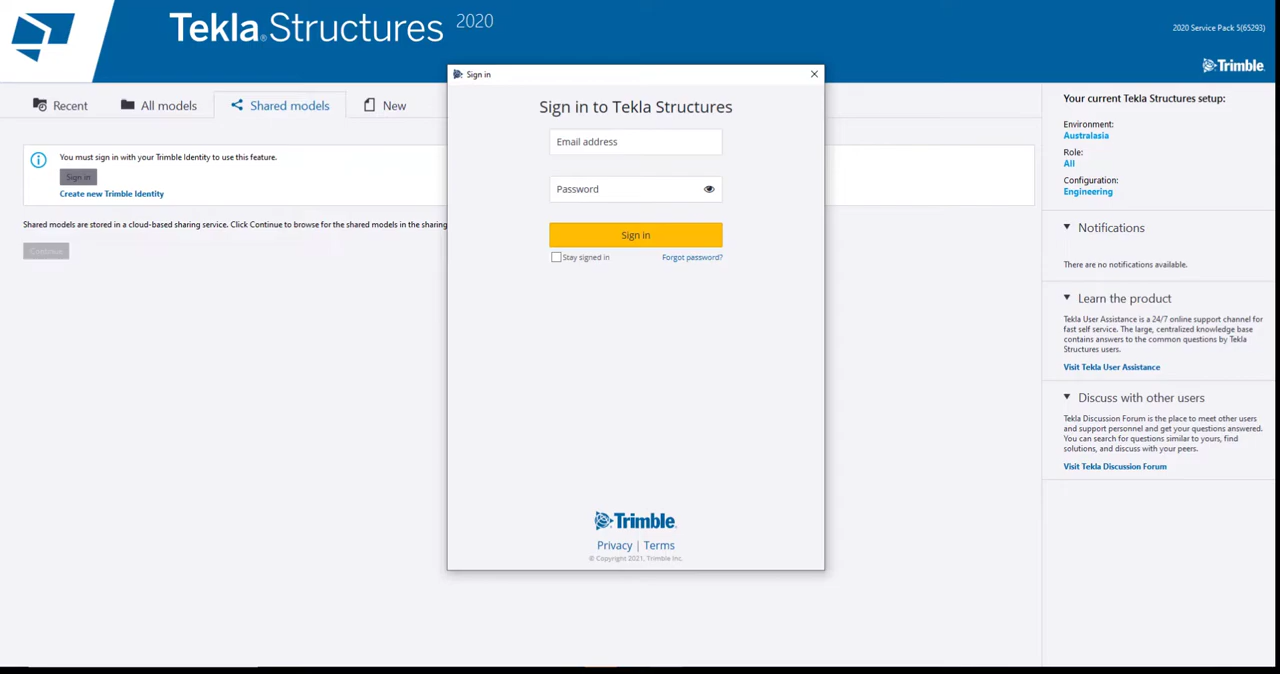 Tekla Structures 2020
2020 Service Pack 5(65293)
Trimble
Recent
All models
Shared models
New
You must sign in with your Trimble Identity to use this feature.
Sign in
Create new Trimble Identity
Shared models are stored in a cloud-based sharing service. Click Continue to browse for the shared models in the sharing
Continue
Sign in
Sign in to Tekla Structures
Email address
Password
Sign in
Stay signed in
Forgot password?
Trimble
Privacy | Terms
© Copyright 2021, Trimble Inc.
Your current Tekla Structures setup:
Environment:
Australasia
Role:
All
Configuration:
Engineering
Notifications
There are no notifications available.
Learn the product
Tekla User Assistance is a 24/7 online support channel for
fast self service. The large, centralized knowledge base
contains answers to the common questions by Tekla
Structures users.
Visit Tekla User Assistance
Discuss with other users
Tekla Discussion Forum is the place to meet other users
and support personnel and get your questions answered.
You can search for questions similar to yours, find
solutions, and discuss with your peers.
Visit Tekla Discussion Forum